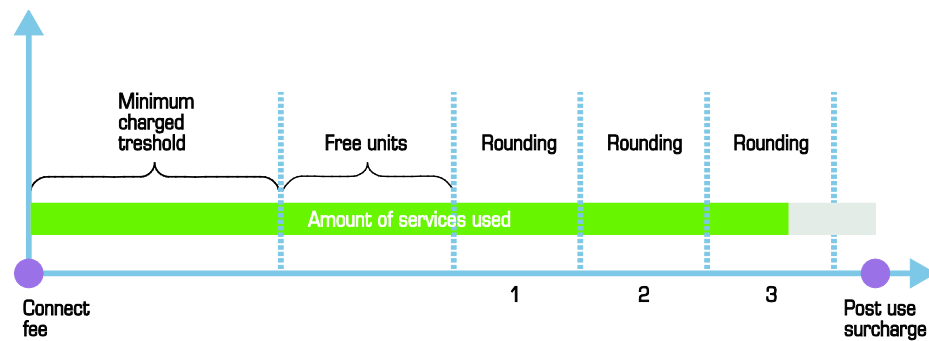 Minimum
charged
treshold
Free units
Rounding
Rounding
Rounding
Amount of services used
1
2
3
Connect
fee
Post use
surcharge